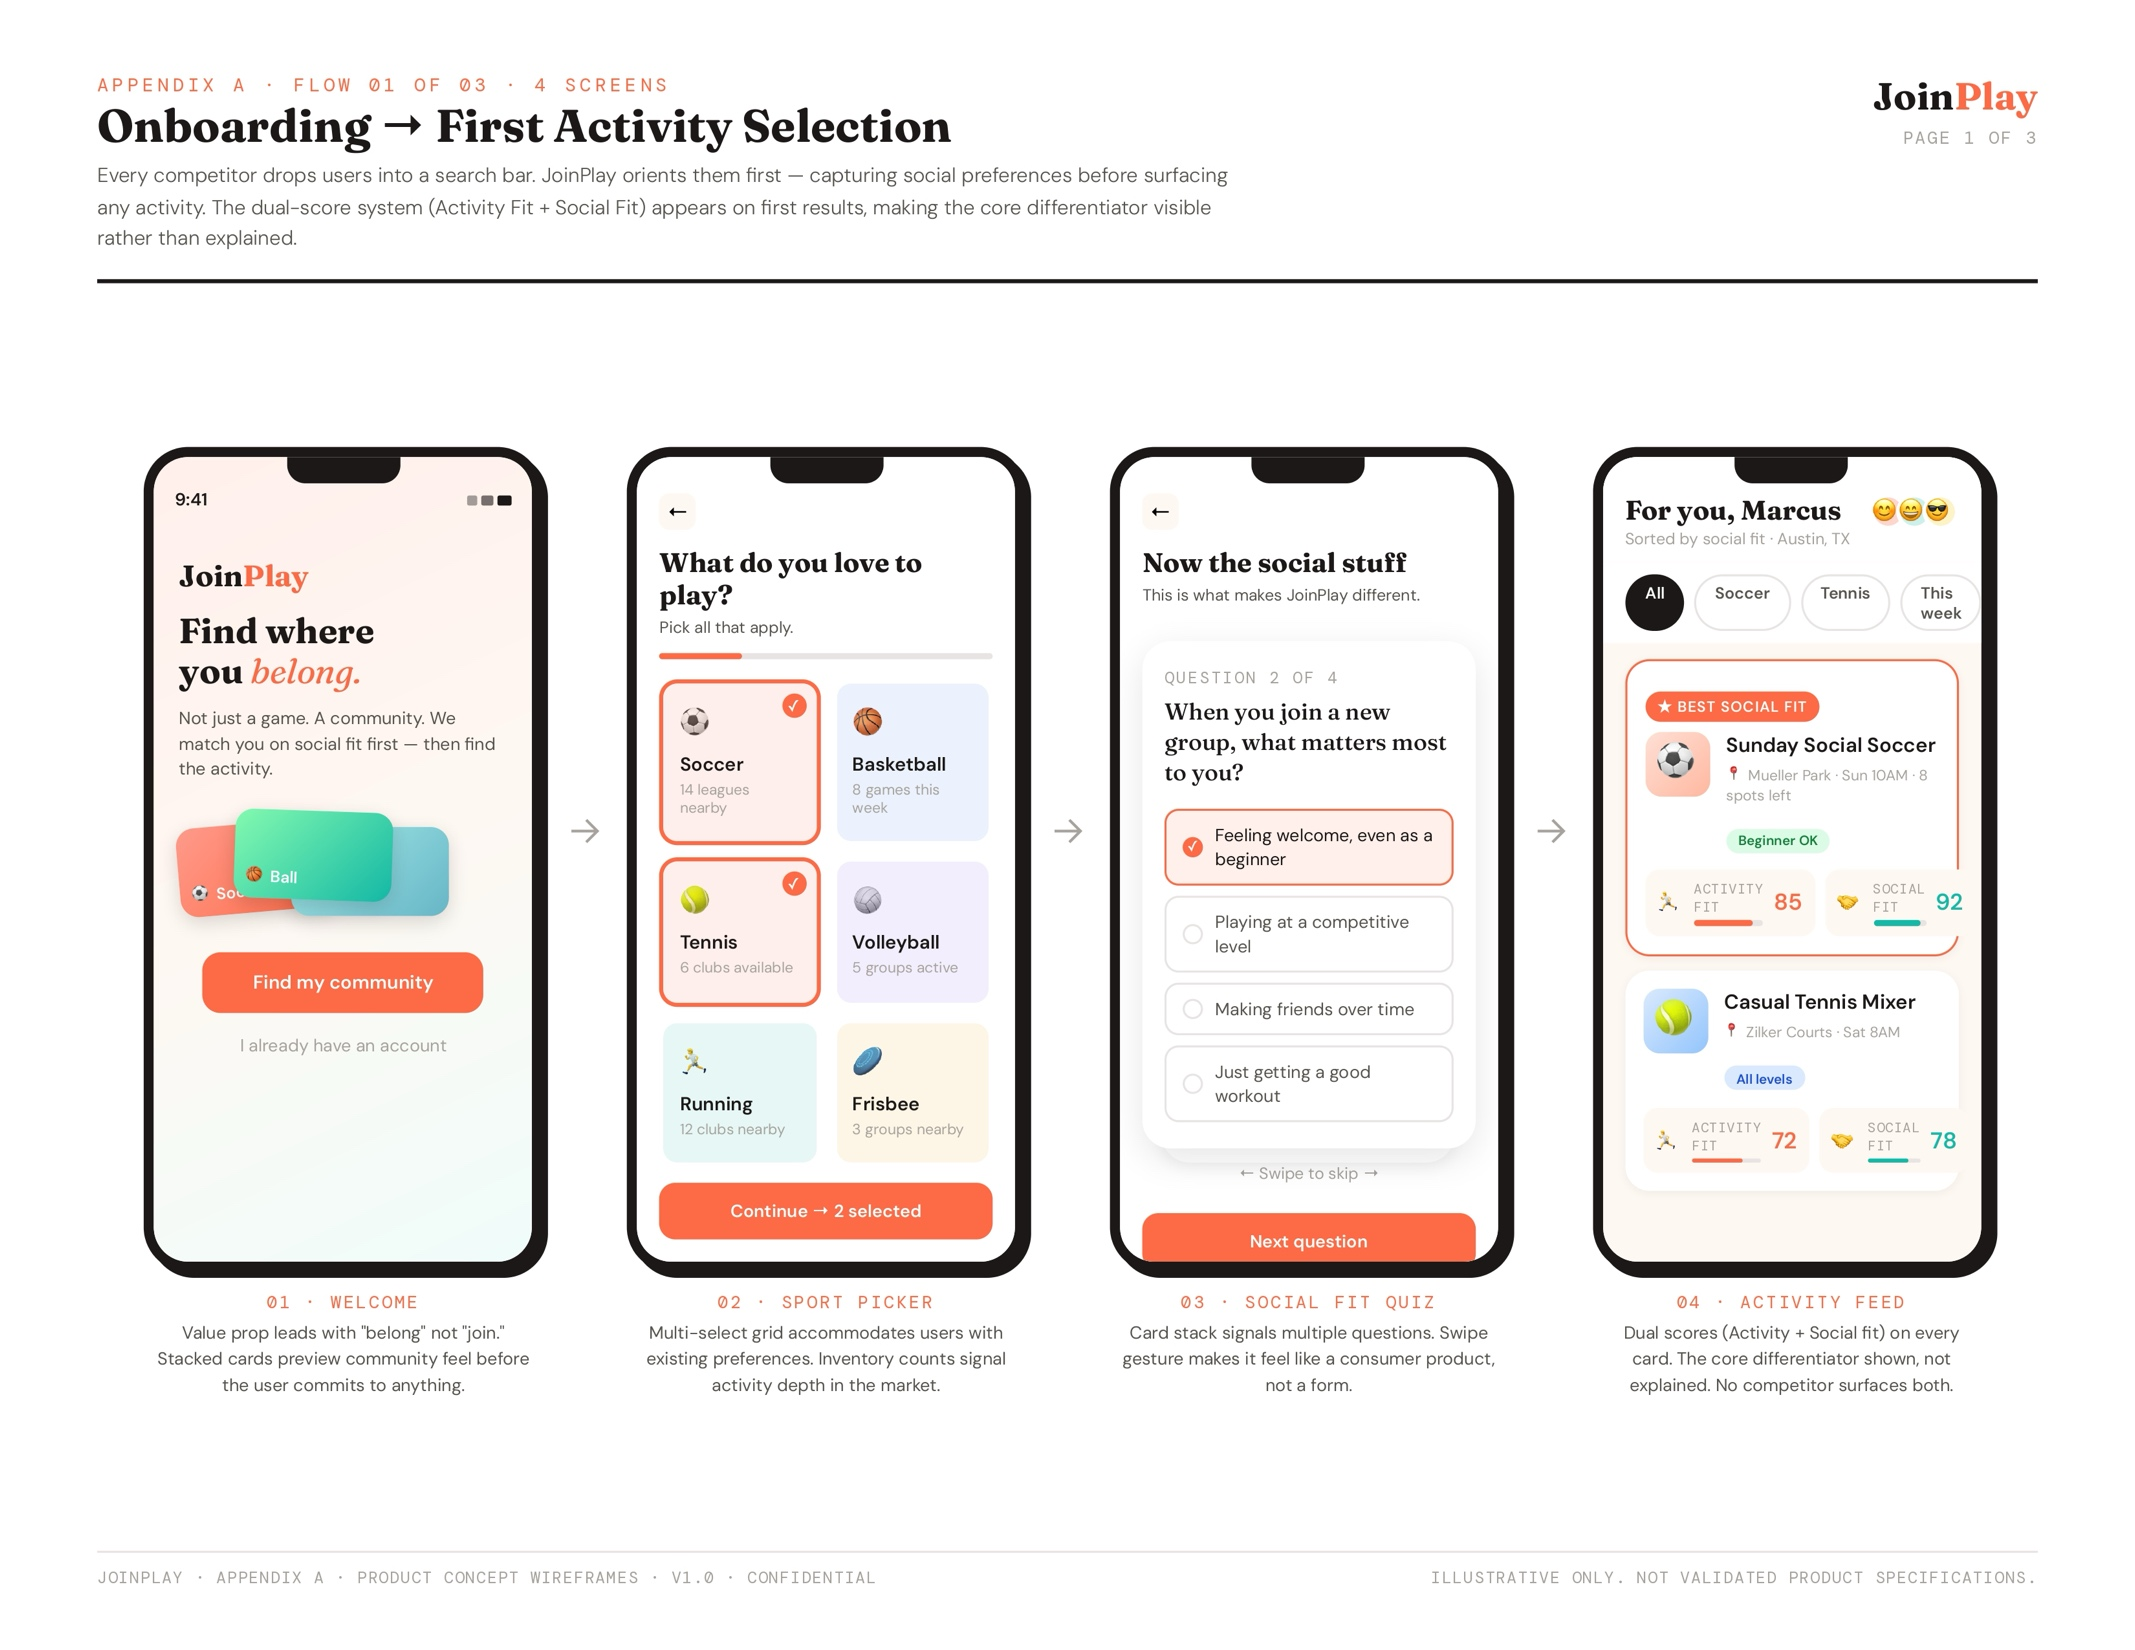 APPENDIX A · FLOW 01 OF 03 · 4 SCREENS
Onboarding → First Activity Selection
Every competitor drops users into a search bar. JoinPlay orients them first — capturing social preferences before surfacing
any activity. The dual-score system (Activity Fit + Social Fit) appears on first results, making the core differentiator visible
rather than explained.
JoinPlay
PAGE 1 OF 3
9:41
JoinPlay
Find where
you belong.
Not just a game. A community. We
match you on social fit first — then find
the activity.
Soc
Ball
Find my community
I already have an account
→
←
What do you love to
play?
Pick all that apply.
Soccer
14 leagues
nearby
Basketball
8 games this
week
Tennis
6 clubs available
Volleyball
5 groups active
Running
12 clubs nearby
Frisbee
3 groups nearby
Continue → 2 selected
→
←
Now the social stuff
This is what makes JoinPlay different.
QUESTION 2 OF 4
When you join a new
group, what matters most
to you?
Feeling welcome, even as a
beginner
Playing at a competitive
level
Making friends over time
Just getting a good
workout
← Swipe to skip →
Next question
→
For you, Marcus
Sorted by social fit · Austin, TX
All
Soccer
Tennis
This
week
★ BEST SOCIAL FIT
Sunday Social Soccer
Mueller Park · Sun 10AM · 8
spots left
Beginner OK
ACTIVITY
FIT
85
SOCIAL
FIT
92
Casual Tennis Mixer
Zilker Courts · Sat 8AM
All levels
ACTIVITY
FIT
72
SOCIAL
FIT
78
01 · WELCOME
Value prop leads with "belong" not "join."
Stacked cards preview community feel before
the user commits to anything.
02 · SPORT PICKER
Multi-select grid accommodates users with
existing preferences. Inventory counts signal
activity depth in the market.
03 · SOCIAL FIT QUIZ
Card stack signals multiple questions. Swipe
gesture makes it feel like a consumer product,
not a form.
04 · ACTIVITY FEED
Dual scores (Activity + Social fit) on every
card. The core differentiator shown, not
explained. No competitor surfaces both.
JOINPLAY · APPENDIX A · PRODUCT CONCEPT WIREFRAMES · V1.0 · CONFIDENTIAL
ILLUSTRATIVE ONLY. NOT VALIDATED PRODUCT SPECIFICATIONS.